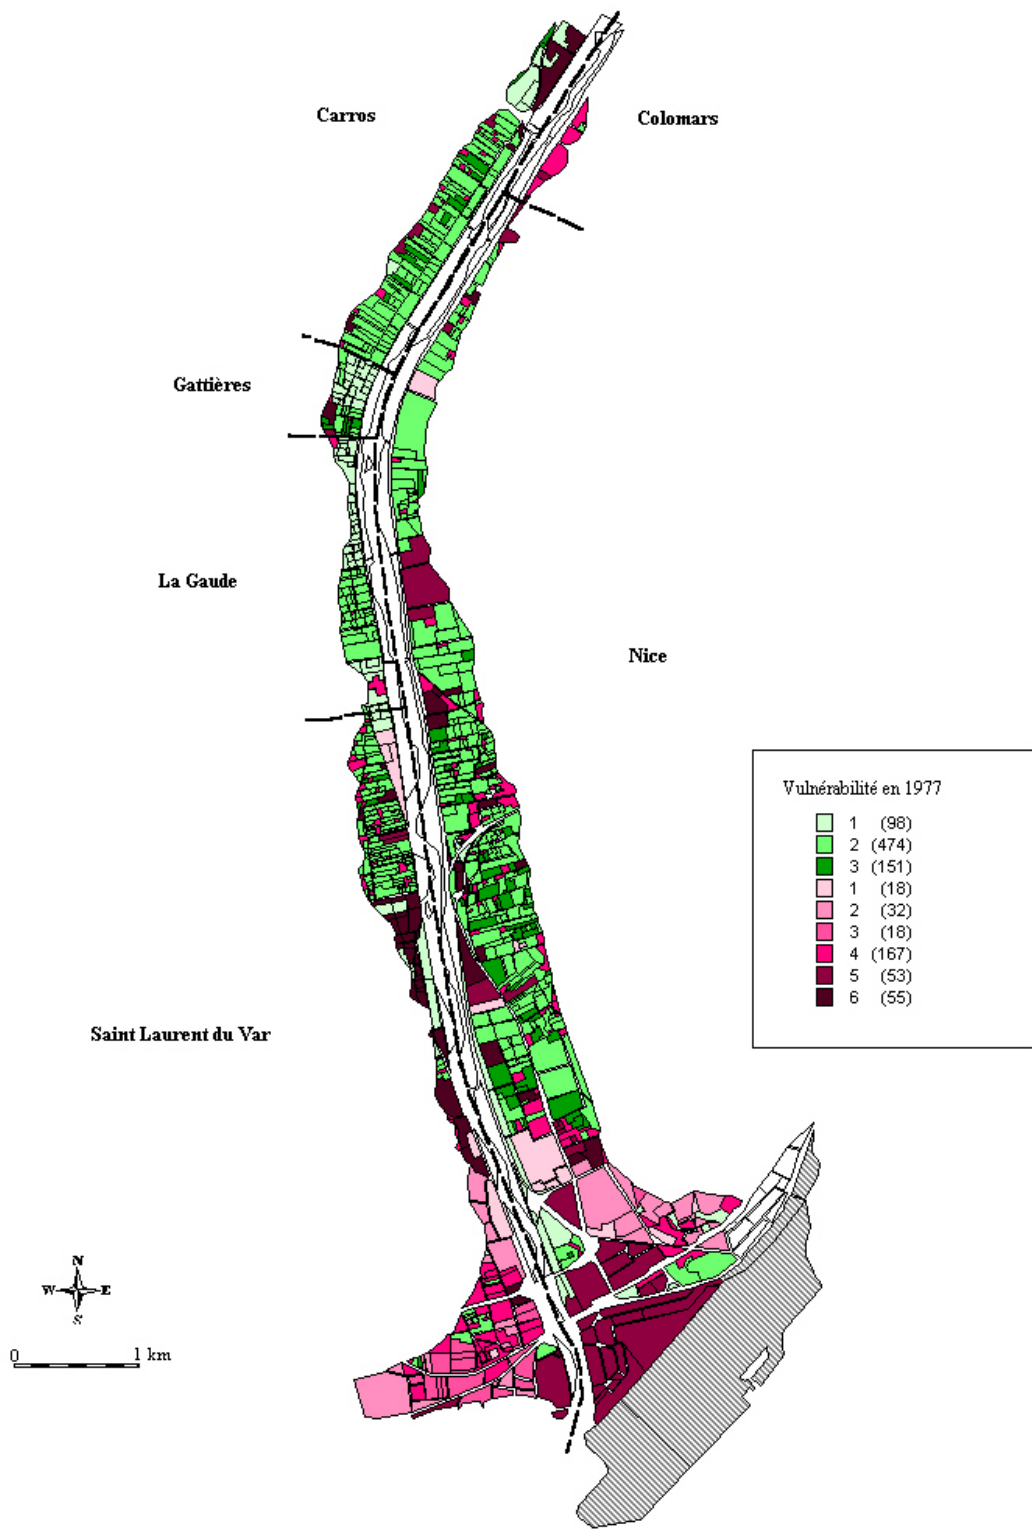 Carros
Colomars
Gattières
La Gaude
Nice
Vulnérabilité en 1977
1 (98)
2 (474)
3 (151)
1 (18)
2 (32)
3 (18)
4 (167)
5 (53)
6 (55)
Saint Laurent du Var
N
W E
S
0 1 km